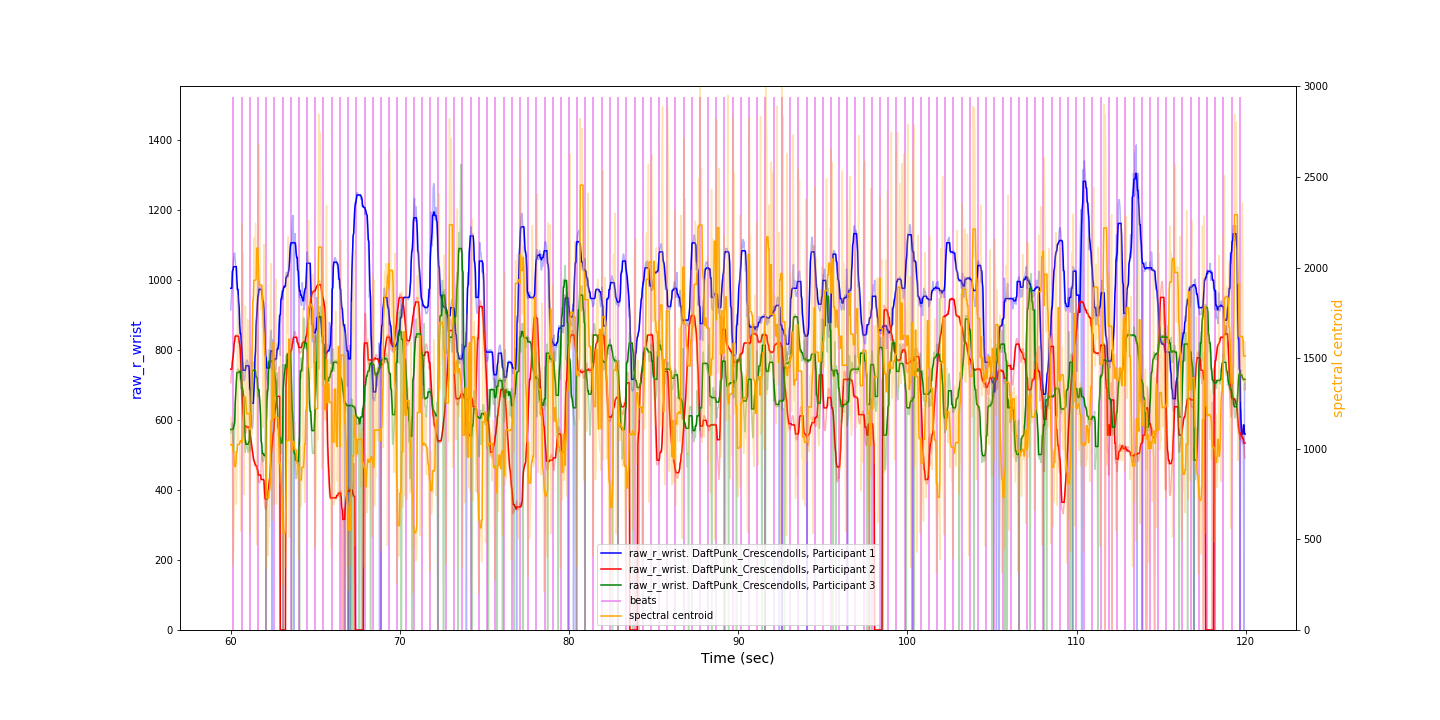 1400
1200
1000
800
600
400
200
0
raw_r_wrist
3000
2500
2000
1500
1000
500
0
spectral centroid
raw_r_wrist. DaftPunk_Crescendolls, Participant 1
raw_r_wrist. DaftPunk_Crescendolls, Participant 2
raw_r_wrist. DaftPunk_Crescendolls, Participant 3
beats
spectral centroid
60 70 80 90 100 110 120
Time (sec)